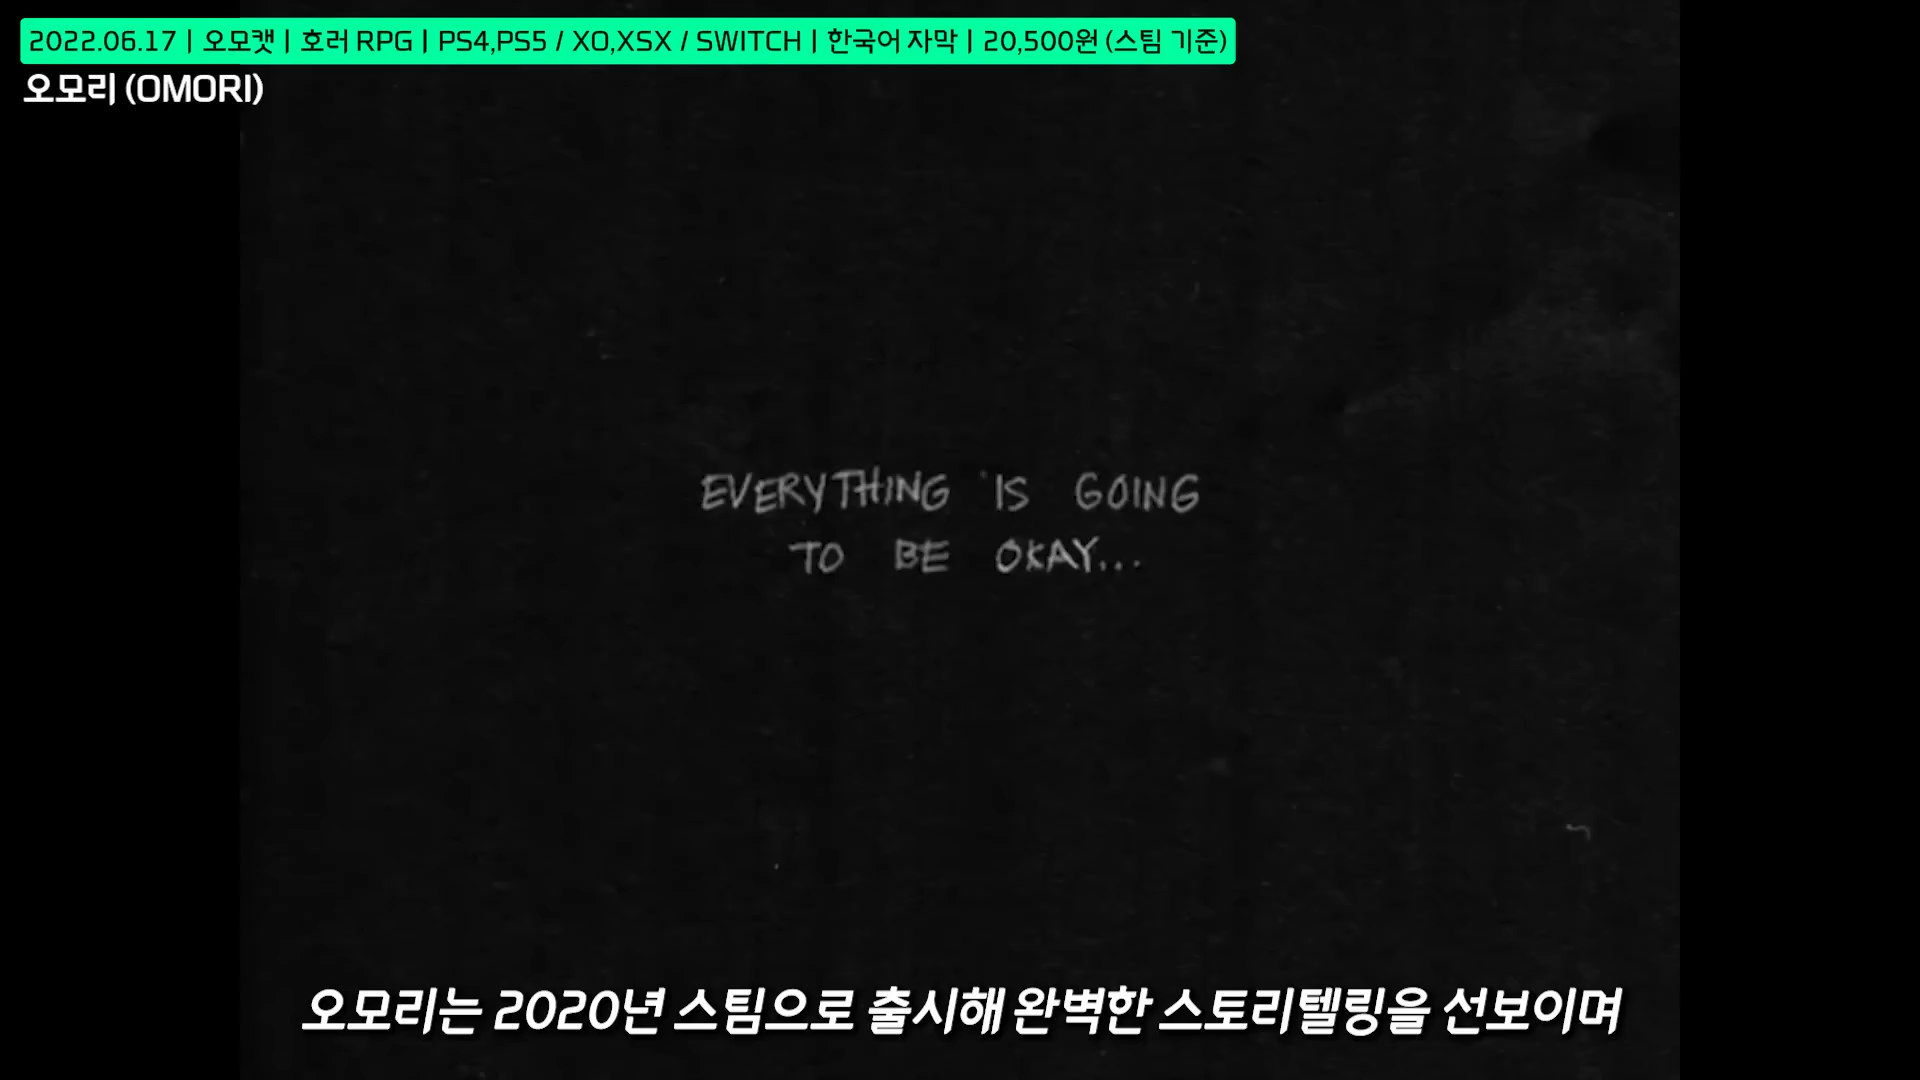 2022.06.17 | 오모캣 | 호러 RPG | PS4,PS5 / XO,XSX / SWITCH | 한국어 자막 | 20,500원 (스팀 기준)
오모리 (OMORI)
EVERYTHING IS GOING
TO BE OKAY...
오모리는 2020년 스팀으로 출시해 완벽한 스토리텔링을 선보이며